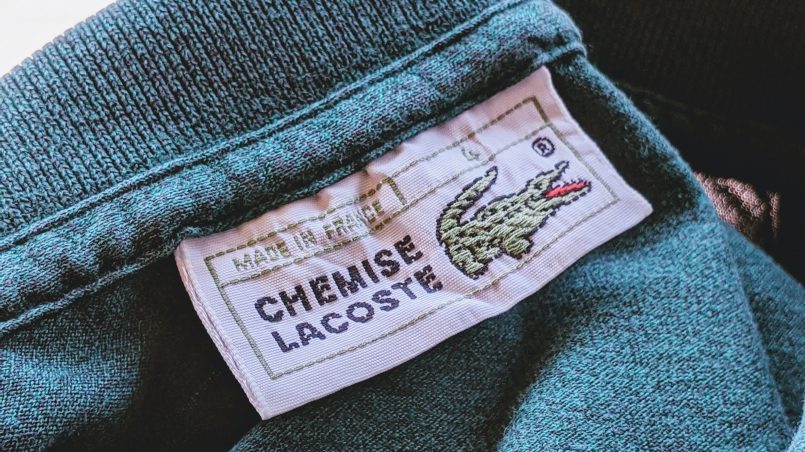 MADE IN FRANCE
4
®
CHEMISE
LACOSTE